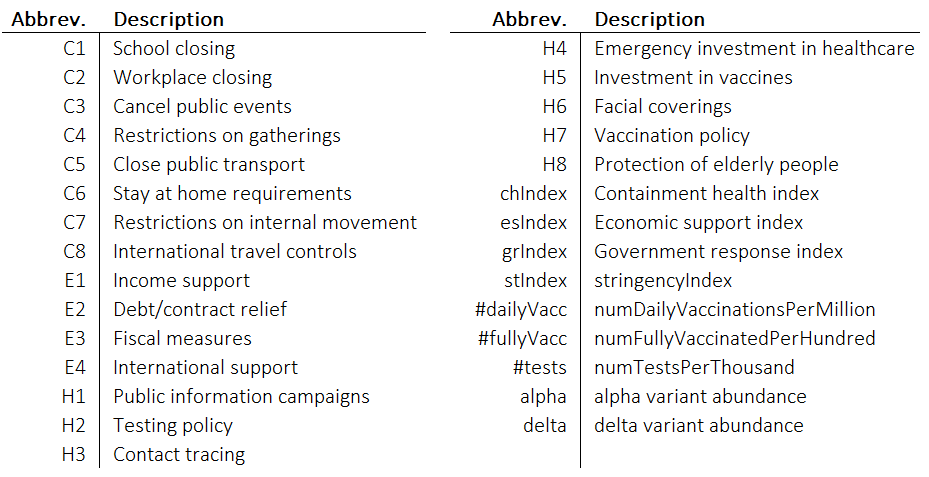 Abbrev. Description
C1 School closing
C2 Workplace closing
C3 Cancel public events
C4 Restrictions on gatherings
C5 Close public transport
C6 Stay at home requirements
C7 Restrictions on internal movement
C8 International travel controls
E1 Income support
E2 Debt/contract relief
E3 Fiscal measures
E4 International support
H1 Public information campaigns
H2 Testing policy
H3 Contact tracing
Abbrev. Description
H4 Emergency investment in healthcare
H5 Investment in vaccines
H6 Facial coverings
H7 Vaccination policy
H8 Protection of elderly people
chIndex Containment health index
esIndex Economic support index
grIndex Government response index
stIndex stringencyIndex
#dailyVacc numDailyVaccinationsPerMillion
#fullyVacc numFullyVaccinatedPerHundred
#tests numTestsPerThousand
alpha alpha variant abundance
delta delta variant abundance